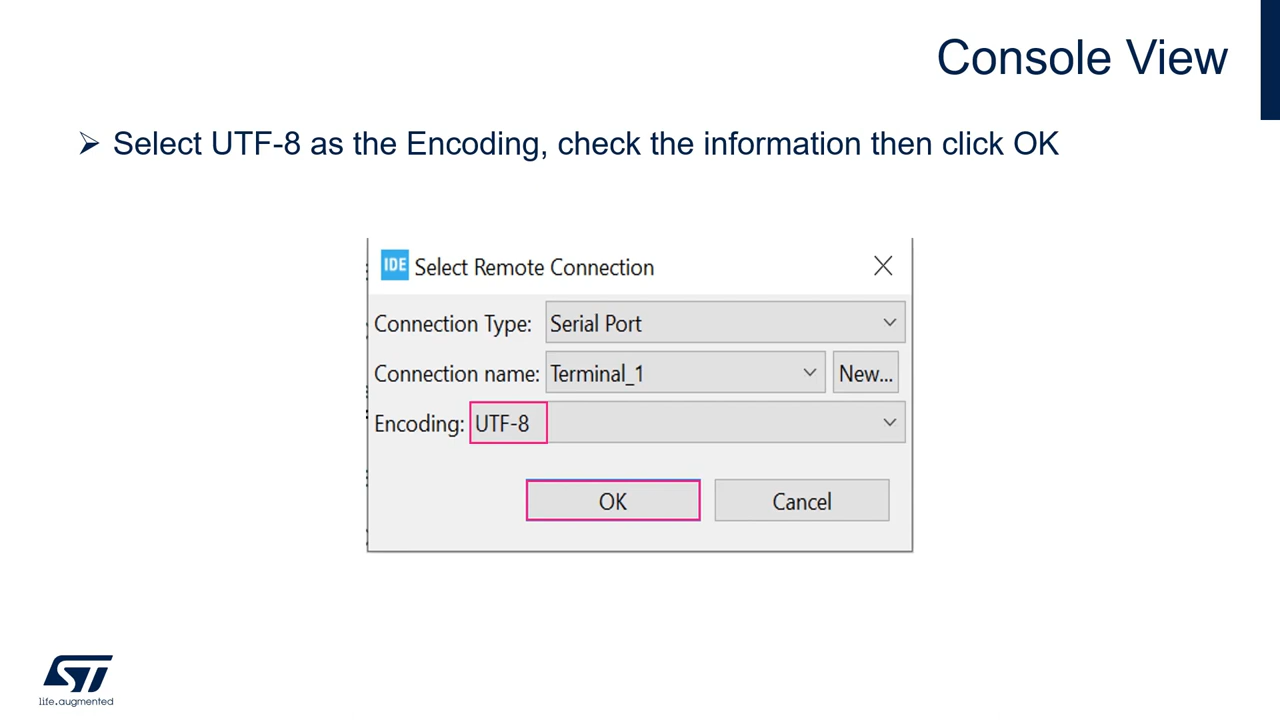 Console View
➢ Select UTF-8 as the Encoding, check the information then click OK
IDE Select Remote Connection
Connection Type: Serial Port
Connection name: Terminal_1 New...
Encoding: UTF-8
OK Cancel
ST
life.augmented